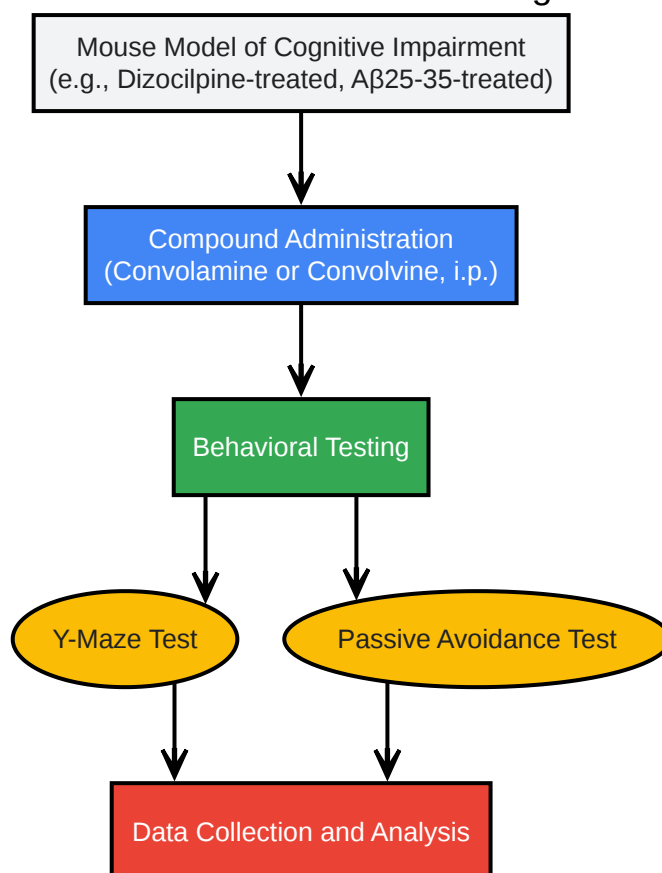 Mouse Model of Cognitive Impairment
(e.g., Dizocilpine-treated, Aβ25-35-treated)
Compound Administration
(Convolamine or Convolvine, i.p.)
Behavioral Testing
Y-Maze Test
Passive Avoidance Test
Data Collection and Analysis